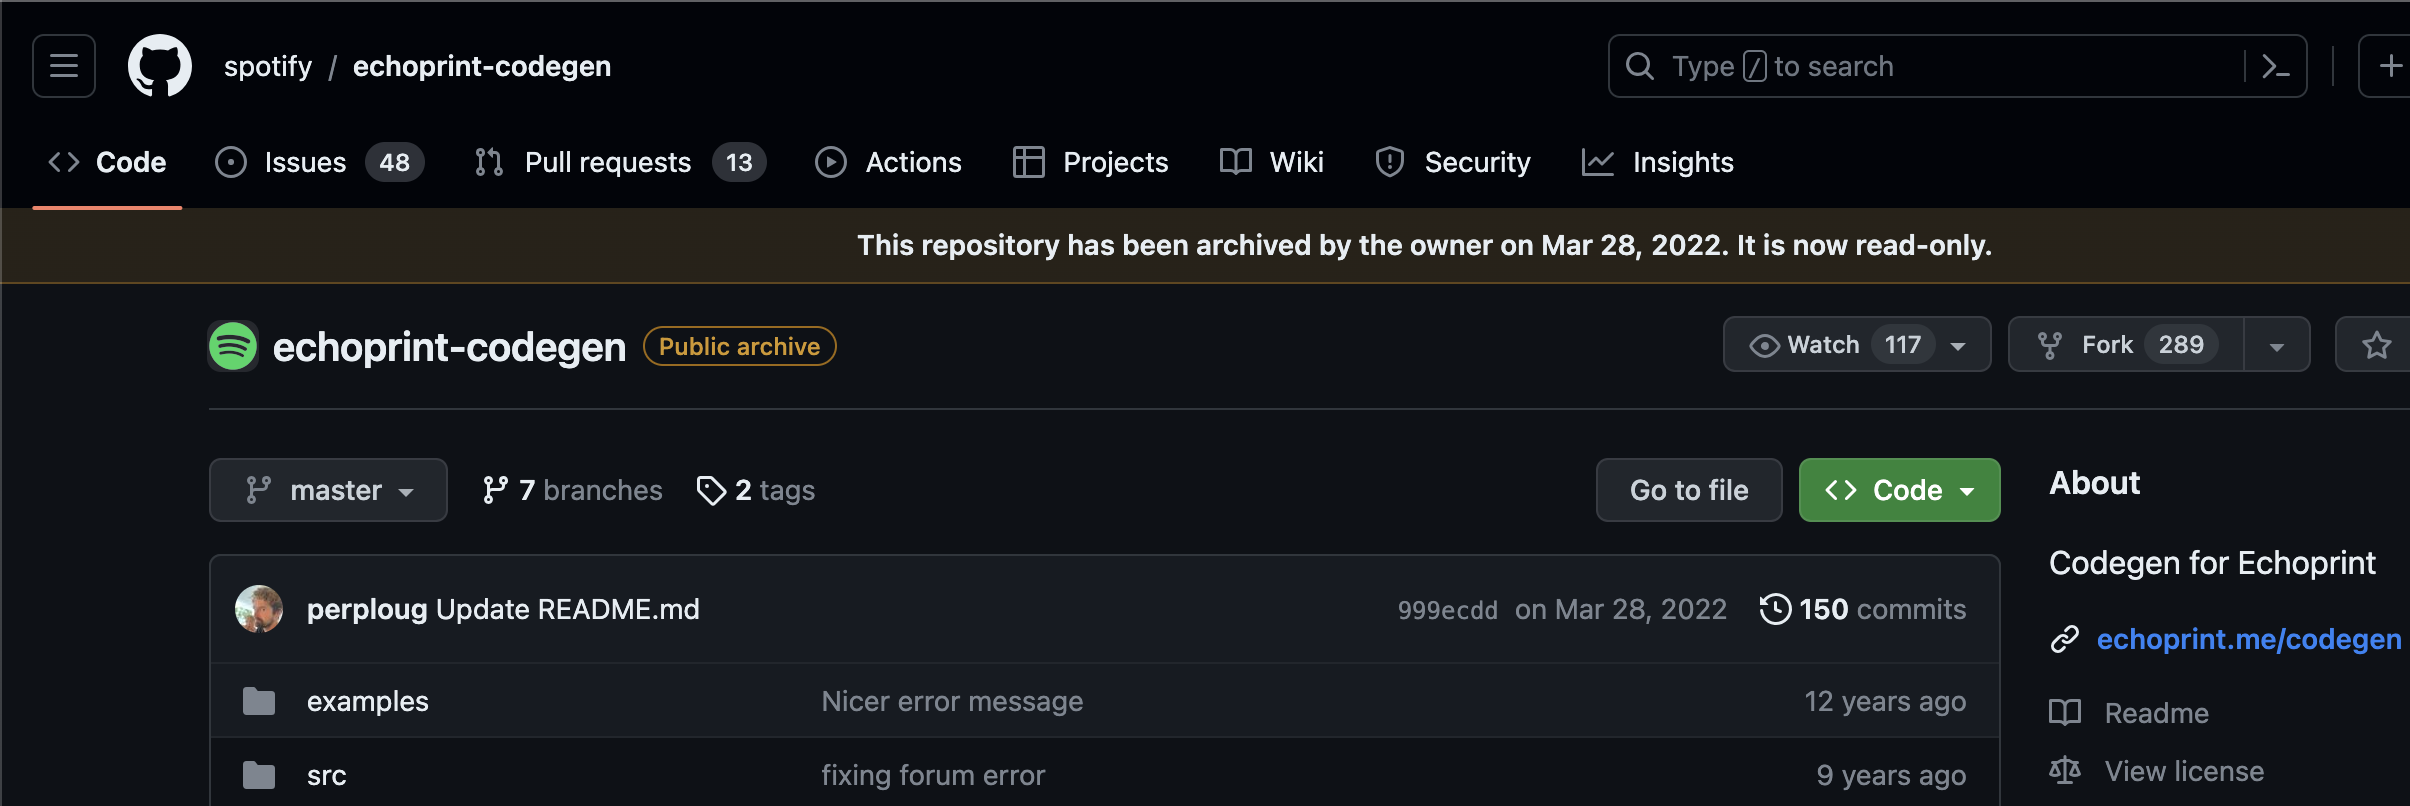 spotify / echoprint-codegen
Type / to search
Code
Issues 48
Pull requests 13
Actions
Projects
Wiki
Security
Insights
This repository has been archived by the owner on Mar 28, 2022. It is now read-only.
echoprint-codegen Public archive
Watch 117
Fork 289
master
7 branches
2 tags
Go to file
Code
perploug Update README.md
999ecdd on Mar 28, 2022
150 commits
examples Nicer error message 12 years ago
src fixing forum error 9 years ago
About
Codegen for Echoprint
echoprint.me/codegen
Readme
View license